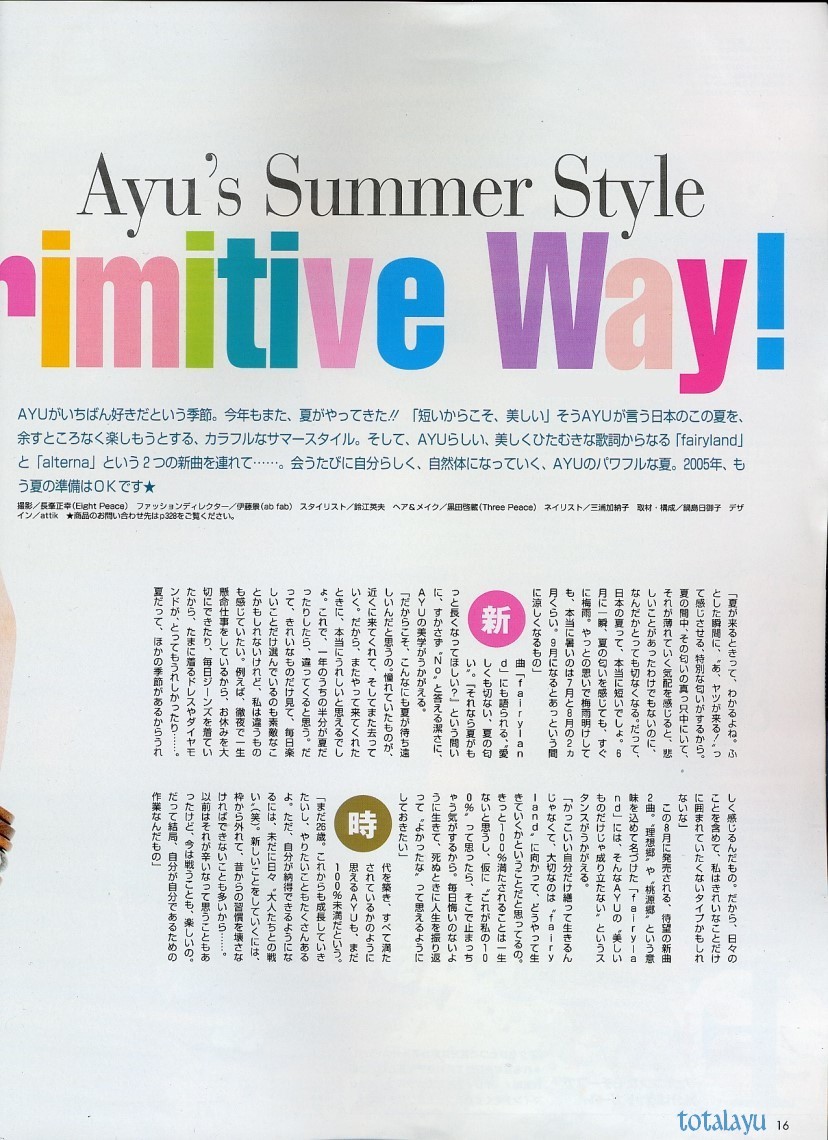 Ayu's Summer Style
rimitive Way!
AYUがいちばん好きだという季節。今年もまた、夏がやってきた!! 「短いからこそ、美しい」そうAYUが言う日本のこの夏を、
余すところなく楽しもうとする、カラフルなサマースタイル。そして、AYUらしい、美しくひたむきな歌詞からなる「fairyland」
と「alterna」という2つの新曲を連れて……。会うたびに自分らしく、自然体になっていく、AYUのパワフルな夏。2005年、も
う夏の準備はOKです★
撮影/長峯正幸(Eight Peace) ファッションディレクター/伊藤景(ab fab) スタイリスト/鈴江英夫 ヘア&メイク/黒田啓蔵(Three Peace) ネイリスト/三浦加納子 取材・構成/鍋島日御子 デザ
イン/attik ★商品のお問い合わせ先はp328をご覧ください。
「夏が来るときって、わかるよね。ふ
とした瞬間に、“あ、ヤツが来る！”っ
て感じさせる、特別な匂いがするから。
夏の間中、その匂いの真っ只中にいて、
それが薄れていく気配を感じると、悲
しいことがあったわけでもないのに、
なんだかとっても切なくなる。だって、
日本の夏って、本当に短いでしょ。6
月に一瞬、夏の匂いを感じても、すぐ
に梅雨。やっとの思いで梅雨明けして
も、本当に暑いのは7月と8月の2ヵ
月くらい。9月になるとあっという間
に涼しくなるもの」
新
曲「fairylan
d」にも語られる、“愛
しくも切ない、夏の匂
い”。「それなら夏がも
っと長くなってほしい？」という問い
に、すかさず“No”と答える潔さに、
AYUの美学がうかがえる。
「だからこそ、こんなにも夏が待ち遠
しいんだと思うの。憧れていたものが、
近くに来てくれて、そしてまた去って
いく。だから、またやって来てくれた
ときに、本当にうれしいと思えるでし
ょ。これで、一年のうちの半分が夏だ
ったりしたら、違ってくると思う。だ
って、きれいなものだけ見て、毎日楽
しいことだけ選んでいるのも素敵なこ
とかもしれないけれど、私は違うもの
も感じていたい。例えば、徹夜で一生
懸命仕事をしているから、お休みを大
切にできたり、毎日ジーンズを着てい
たから、たまに着るドレスやダイヤモ
ンドが、とってもうれしかったり……。
夏だって、ほかの季節があるからうれ
しく感じるんだもの。だから、日々の
ことを含めて、私はきれいなことだけ
に囲まれていたくないタイプかもしれ
ないな」
この8月に発売される、待望の新曲
2曲。“理想郷”や“桃源郷”という意
味を込めて名づけた「fairyla
nd」には、そんなAYUの“美しい
ものだけじゃ成り立たない”というス
タンスがうかがえる。
「かっこいい自分だけ繕って生きるん
じゃなくて、大切なのは“fairy
land”に向かって、どうやって生
きていくかということだと思ってるの。
きっと100%満たされることは一生
ないと思うし、仮に“これが私の10
0%”って思ったら、そこで止まっち
ゃう気がするから。毎日悔いのないよ
うに生きて、死ぬときに人生を振り返
って“よかったな”って思えるように
しておきたい」
時
代を築き、すべて満た
されているかのように
思えるAYUも、まだ
100%未満だという。
「まだ26歳。これからも成長していき
たいし、やりたいこともたくさんある
よ。ただ、自分が納得できるようにな
るには、未だに日々、“大人たちとの戦
い”(笑)。新しいことをしていくには、
枠から外れて、昔からの習慣を壊さな
ければできないことも多いから……。
以前はそれが辛いなって思うこともあ
ったけど、今は戦うことも、楽しいの。
だって結局、自分が自分であるための
作業なんだもの」
totalayu
16